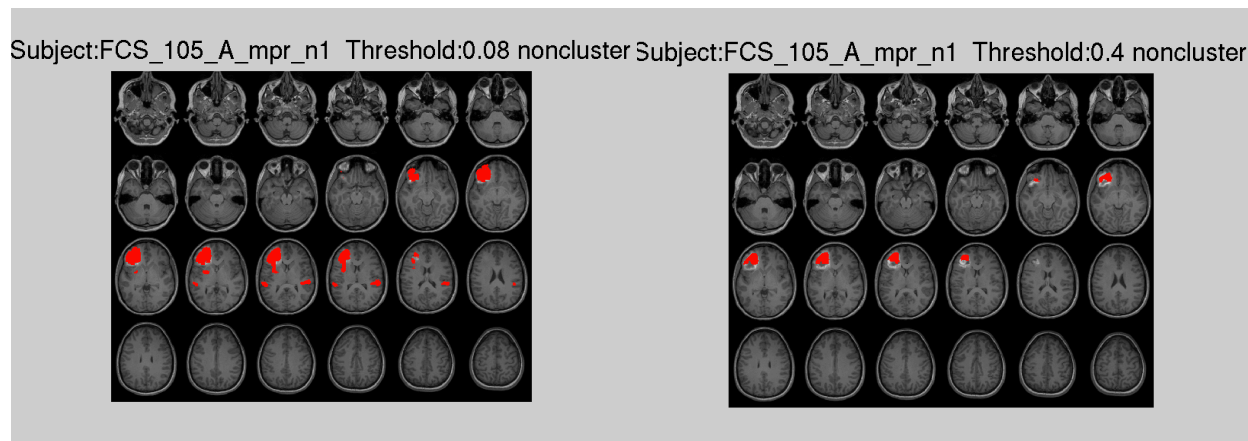 Subject:FCS_105_A_mpr_n1  Threshold:0.08 noncluster
Subject:FCS_105_A_mpr_n1  Threshold:0.4 noncluster